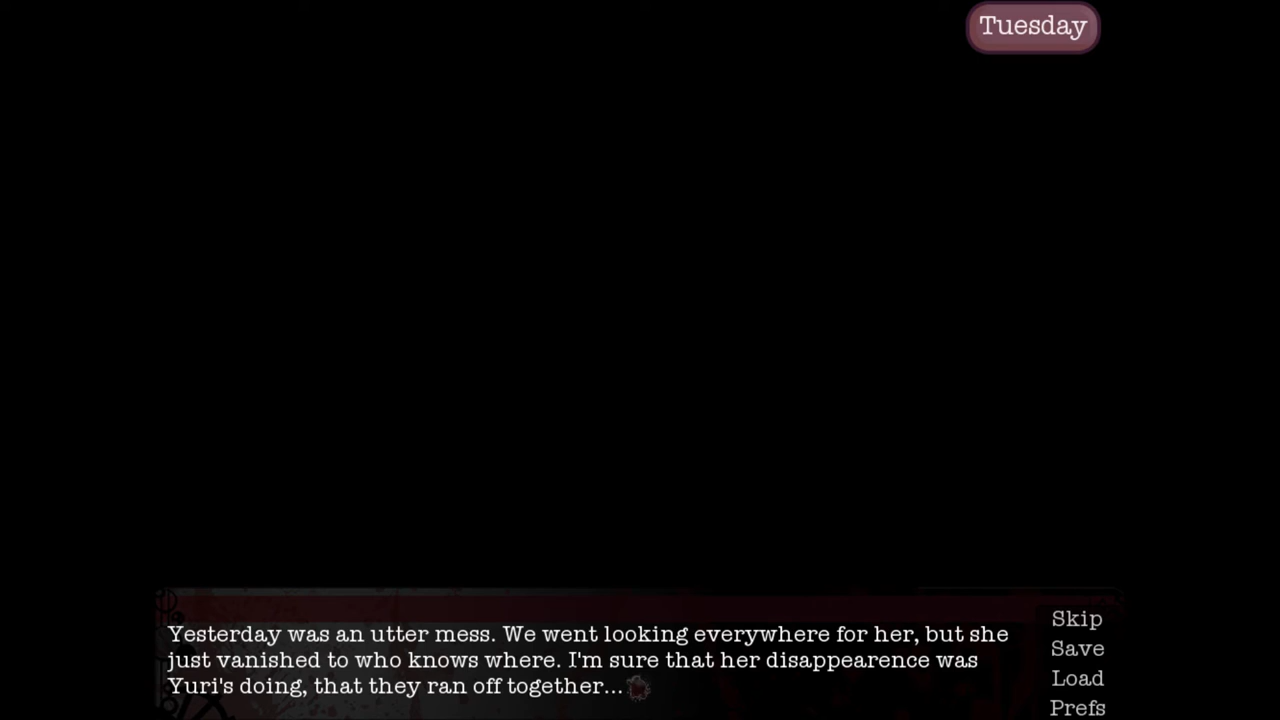 Tuesday
Yesterday was an utter mess. We went looking everywhere for her, but she
just vanished to who knows where. I'm sure that her disappearence was
Yuri's doing, that they ran off together...
Skip
Save
Load
Prefs